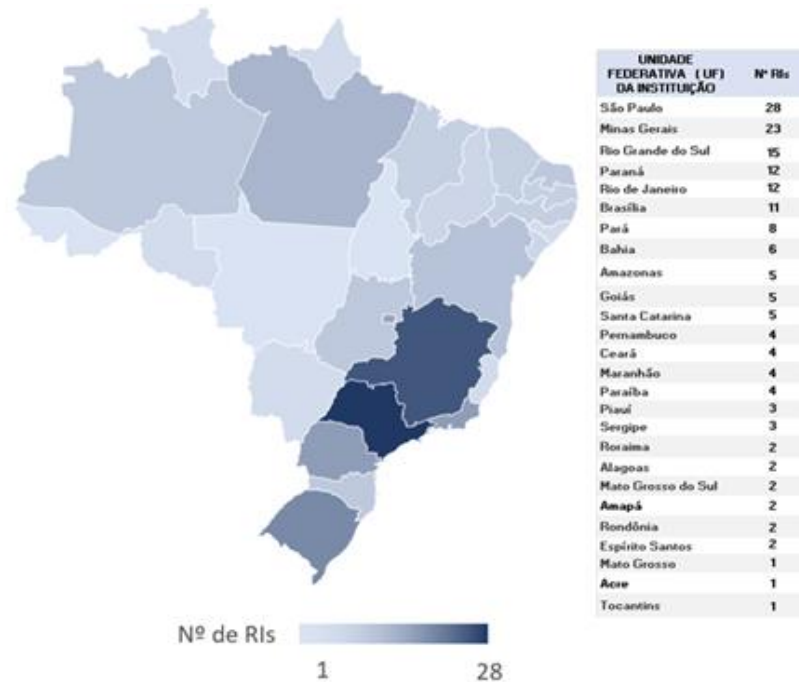 UNIDADE
FEDERATIVA ( UF)
DA INSTITUIÇÃO
Nº RIs
São Paulo 28
Minas Gerais 23
Rio Grande do Sul 15
Paraná 12
Rio de Janeiro 12
Brasília 11
Pará 8
Bahia 6
Amazonas 5
Goiás 5
Santa Catarina 5
Pernambuco 4
Ceará 4
Maranhão 4
Paraíba 4
Piauí 3
Sergipe 3
Roraima 2
Alagoas 2
Mato Grosso do Sul 2
Amapá 2
Rondônia 2
Espírito Santos 2
Mato Grosso 1
Acre 1
Tocantins 1
Nº de RIs
1 28